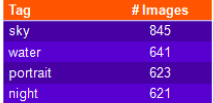 Tag # Images
sky 845
water 641
portrait 623
night 621